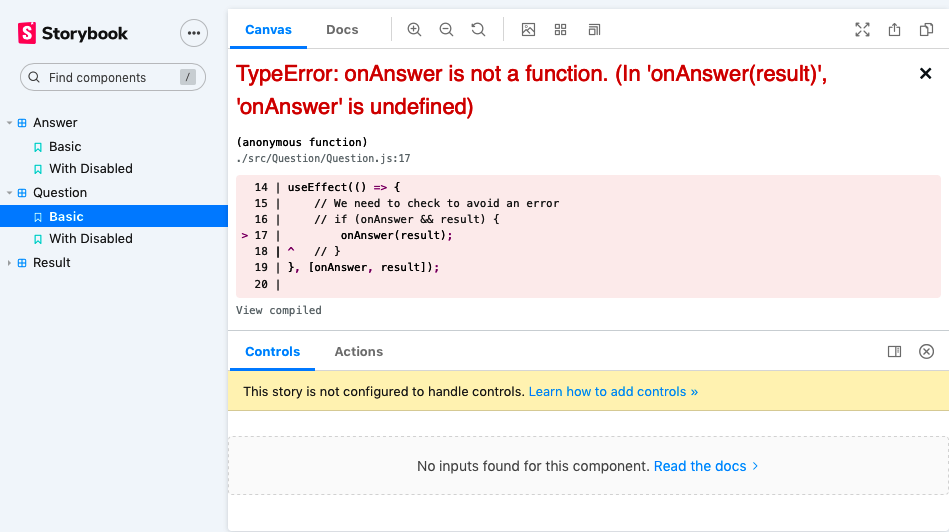 Storybook
Find components
/
Answer
Basic
With Disabled
Question
Basic
With Disabled
Result
Canvas
Docs
TypeError: onAnswer is not a function. (In 'onAnswer(result)',
'onAnswer' is undefined)
(anonymous function)
./src/Question/Question.js:17
14 | useEffect(() => {
15 |     // We need to check to avoid an error
16 |     // if (onAnswer && result) {
> 17 |         onAnswer(result);
18 | ^   // }
19 | }, [onAnswer, result]);
20 |
View compiled
Controls
Actions
This story is not configured to handle controls. Learn how to add controls »
No inputs found for this component. Read the docs ›